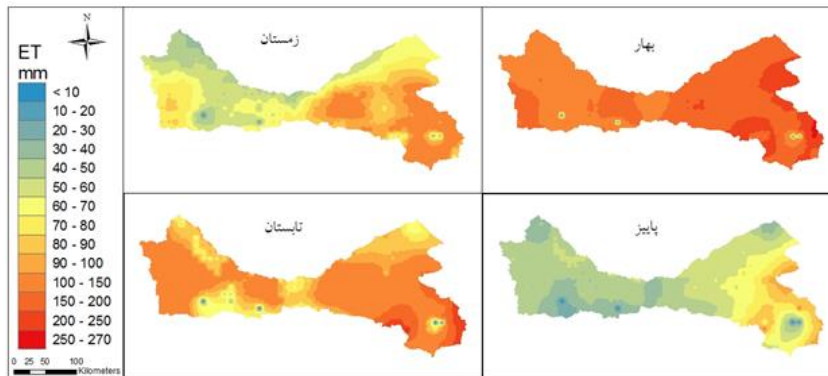 N
ET
mm
< 10
10 - 20
20 - 30
30 - 40
40 - 50
50 - 60
60 - 70
70 - 80
80 - 90
90 - 100
100 - 150
150 - 200
200 - 250
250 - 270
0 25 50 100
Kilometers
زمستان
بهار
تابستان
پاییز